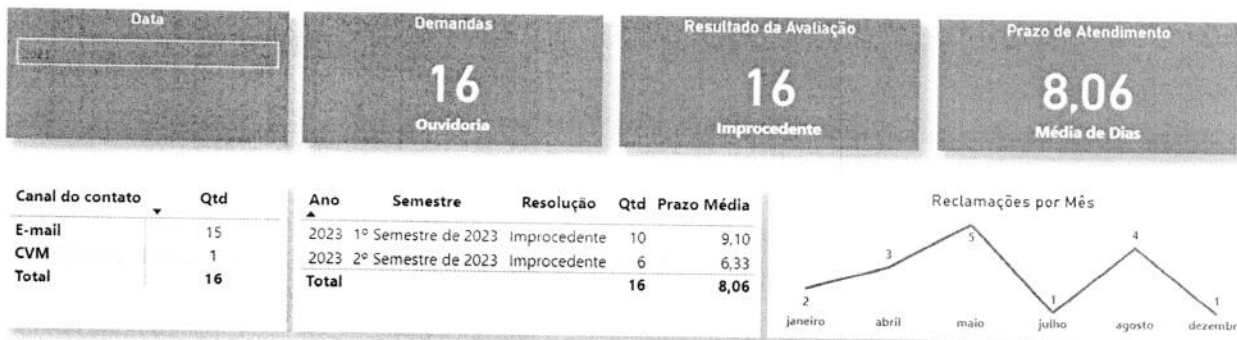 Data
Demandas
16
Ouvidoria
Resultado da Avaliação
16
Improcedente
Prazo de Atendimento
8,06
Média de Dias
Canal do contato Qtd
E-mail 15
CVM 1
Total 16
Ano Semestre Resolução Qtd Prazo Média
2023 1º Semestre de 2023 Improcedente 10 9,10
2023 2º Semestre de 2023 Improcedente 6 6,33
Total 16 8,06
Reclamações por Mês
2 3 5 1 4 1
janeiro abril maio julho agosto dezembr